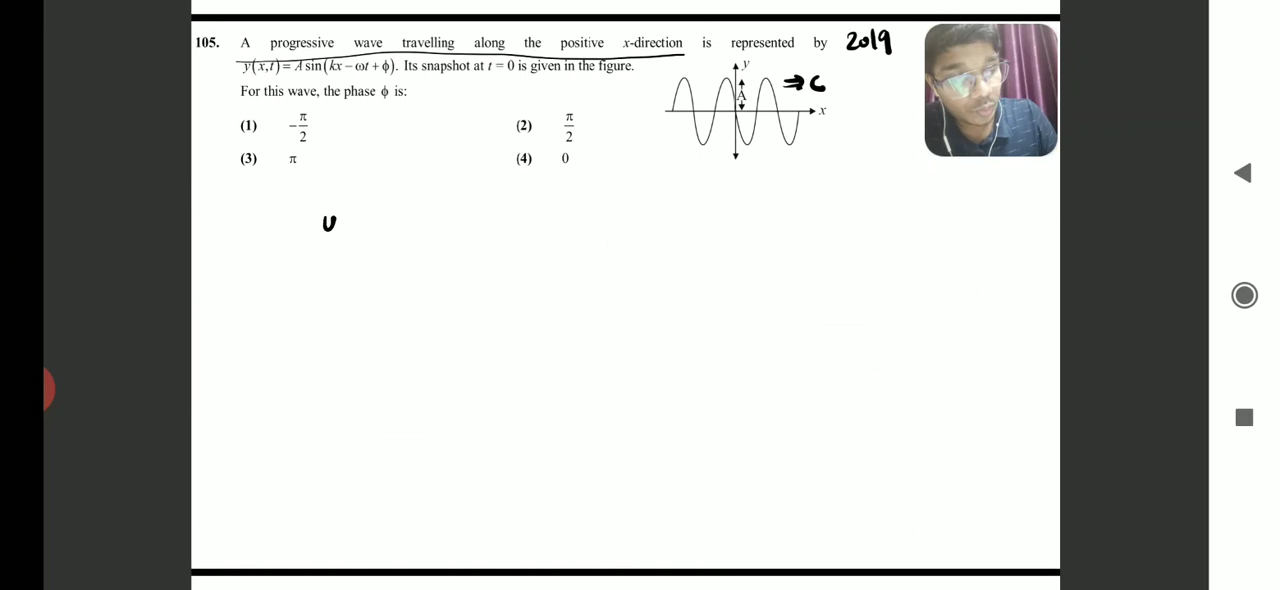 105. A progressive wave travelling along the positive x-direction is represented by 2019
y(x,t) = A sin(kx − ωt + ϕ). Its snapshot at t = 0 is given in the figure.
For this wave, the phase ϕ is:
y
A
⇒ C
x
(1) −π/2
(2) π/2
(3) π
(4) 0
U